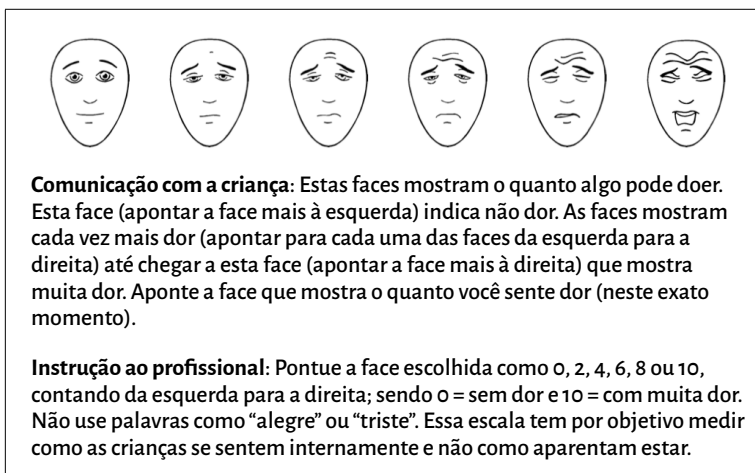 Comunicação com a criança: Estas faces mostram o quanto algo pode doer.
Esta face (apontar a face mais à esquerda) indica não dor. As faces mostram
cada vez mais dor (apontar para cada uma das faces da esquerda para a
direita) até chegar a esta face (apontar a face mais à direita) que mostra
muita dor. Aponte a face que mostra o quanto você sente dor (neste exato
momento).
Instrução ao profissional: Pontue a face escolhida como 0, 2, 4, 6, 8 ou 10,
contando da esquerda para a direita; sendo 0 = sem dor e 10 = com muita dor.
Não use palavras como “alegre” ou “triste”. Essa escala tem por objetivo medir
como as crianças se sentem internamente e não como aparentam estar.